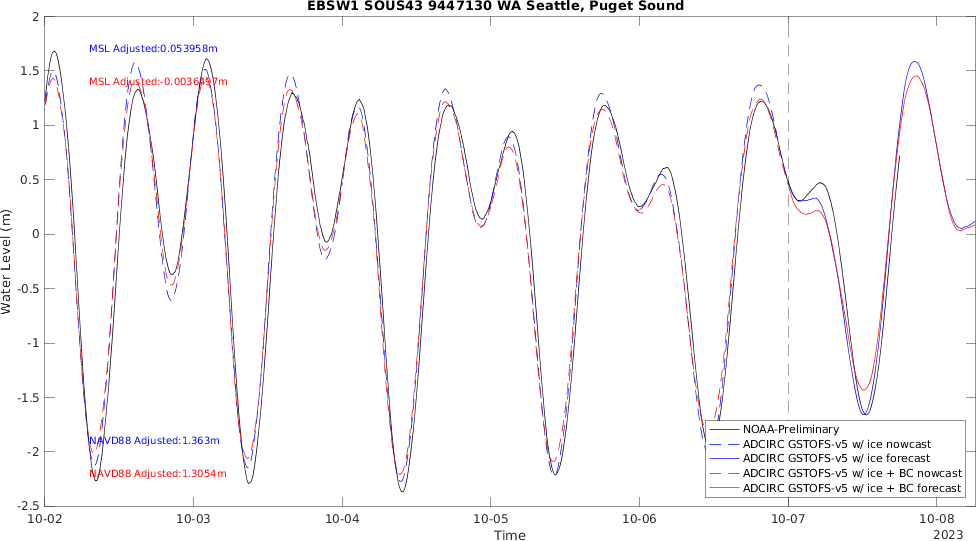 EBSW1 SOUS43 9447130 WA Seattle, Puget Sound
2
1.5
1
0.5
0
-0.5
-1
-1.5
-2
-2.5
Water Level (m)
MSL Adjusted:0.053958m
MSL Adjusted:-0.0036497m
NAVD88 Adjusted:1.363m
NAVD88 Adjusted:1.3054m
NOAA-Preliminary
ADCIRC GSTOFS-v5 w/ ice nowcast
ADCIRC GSTOFS-v5 w/ ice forecast
ADCIRC GSTOFS-v5 w/ ice + BC nowcast
ADCIRC GSTOFS-v5 w/ ice + BC forecast
10-02 10-03 10-04 10-05 10-06 10-07 10-08
Time
2023